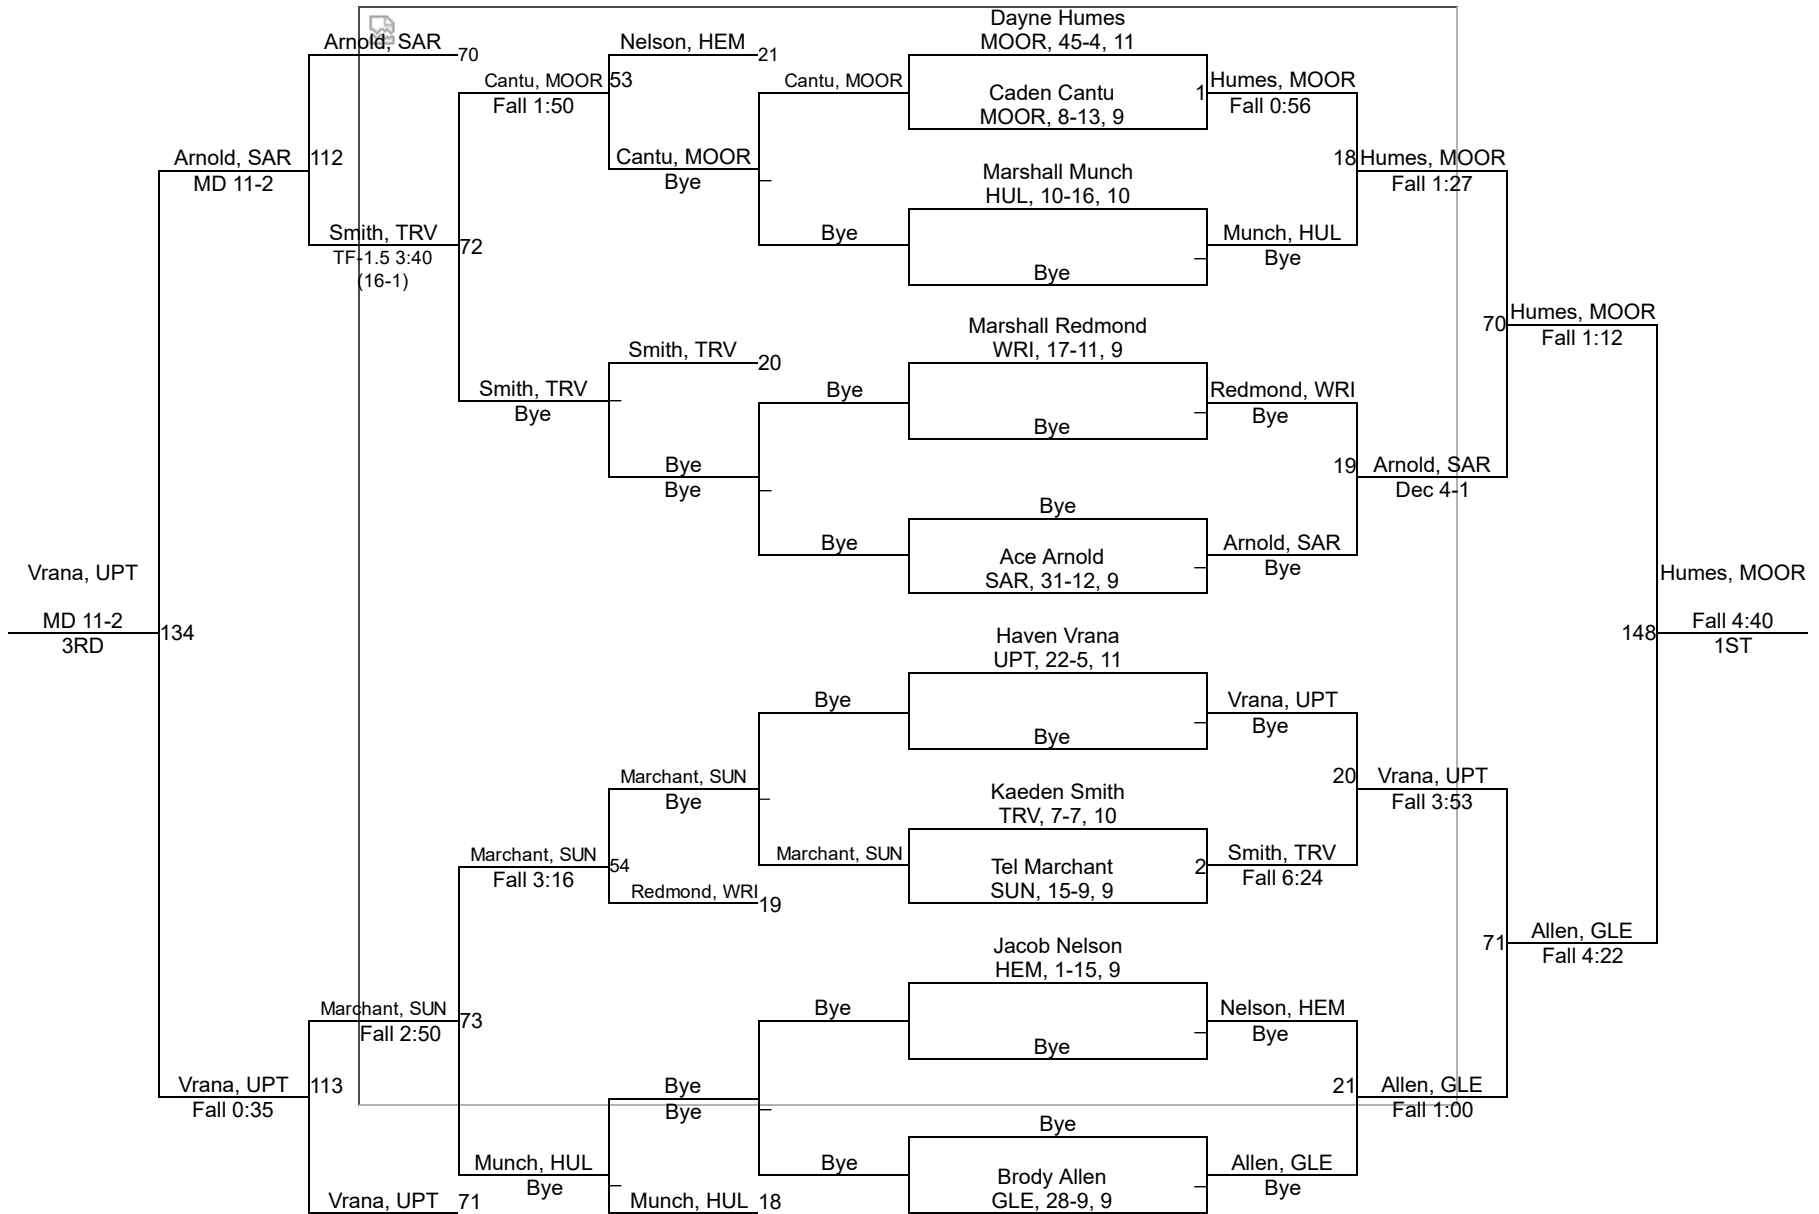 Dayne Humes
MOOR, 45-4, 11
Arnold, SAR
70
Nelson, HEM
21
Cantu, MOOR
53
Fall 1:50
Cantu, MOOR
Caden Cantu
MOOR, 8-13, 9
1
Humes, MOOR
Fall 0:56
Arnold, SAR
112
MD 11-2
Cantu, MOOR
Bye
Marshall Munch
HUL, 10-16, 10
18
Humes, MOOR
Fall 1:27
Smith, TRV
72
TF-1.5 3:40
(16-1)
Bye
Bye
Munch, HUL
Bye
Marshall Redmond
WRI, 17-11, 9
70
Humes, MOOR
Fall 1:12
Smith, TRV
20
Smith, TRV
Bye
Bye
Bye
Redmond, WRI
Bye
Bye
Bye
19
Arnold, SAR
Dec 4-1
Bye
Bye
Ace Arnold
SAR, 31-12, 9
Arnold, SAR
Bye
Vrana, UPT
MD 11-2
134
3RD
Humes, MOOR
148
Fall 4:40
1ST
Haven Vrana
UPT, 22-5, 11
Bye
Bye
Vrana, UPT
Bye
Marchant, SUN
Bye
Kaeden Smith
TRV, 7-7, 10
20
Vrana, UPT
Fall 3:53
Marchant, SUN
54
Fall 3:16
Marchant, SUN
Tel Marchant
SUN, 15-9, 9
2
Smith, TRV
Fall 6:24
Redmond, WRI
19
Jacob Nelson
HEM, 1-15, 9
71
Allen, GLE
Fall 4:22
Marchant, SUN
73
Fall 2:50
Bye
Bye
Nelson, HEM
Bye
Vrana, UPT
113
Fall 0:35
Bye
Bye
21
Allen, GLE
Fall 1:00
Bye
Munch, HUL
Bye
Bye
Brody Allen
GLE, 28-9, 9
Allen, GLE
Bye
Vrana, UPT
71
Munch, HUL
18